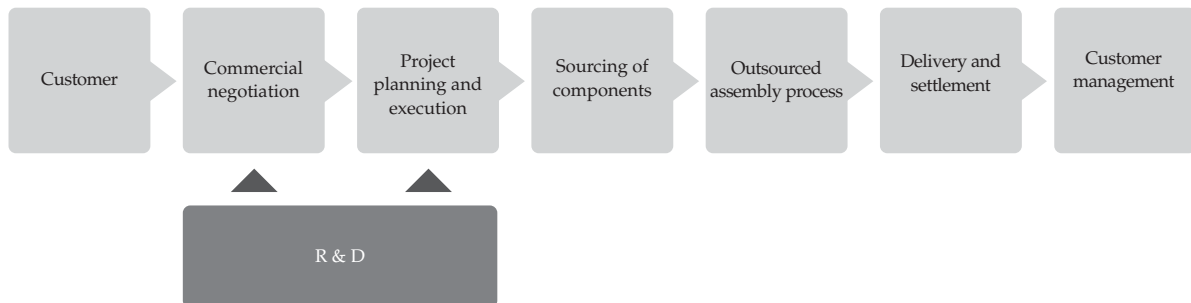 Customer
Commercial
negotiation
Project
planning and
execution
Sourcing of
components
Outsourced
assembly process
Delivery and
settlement
Customer
management
R & D